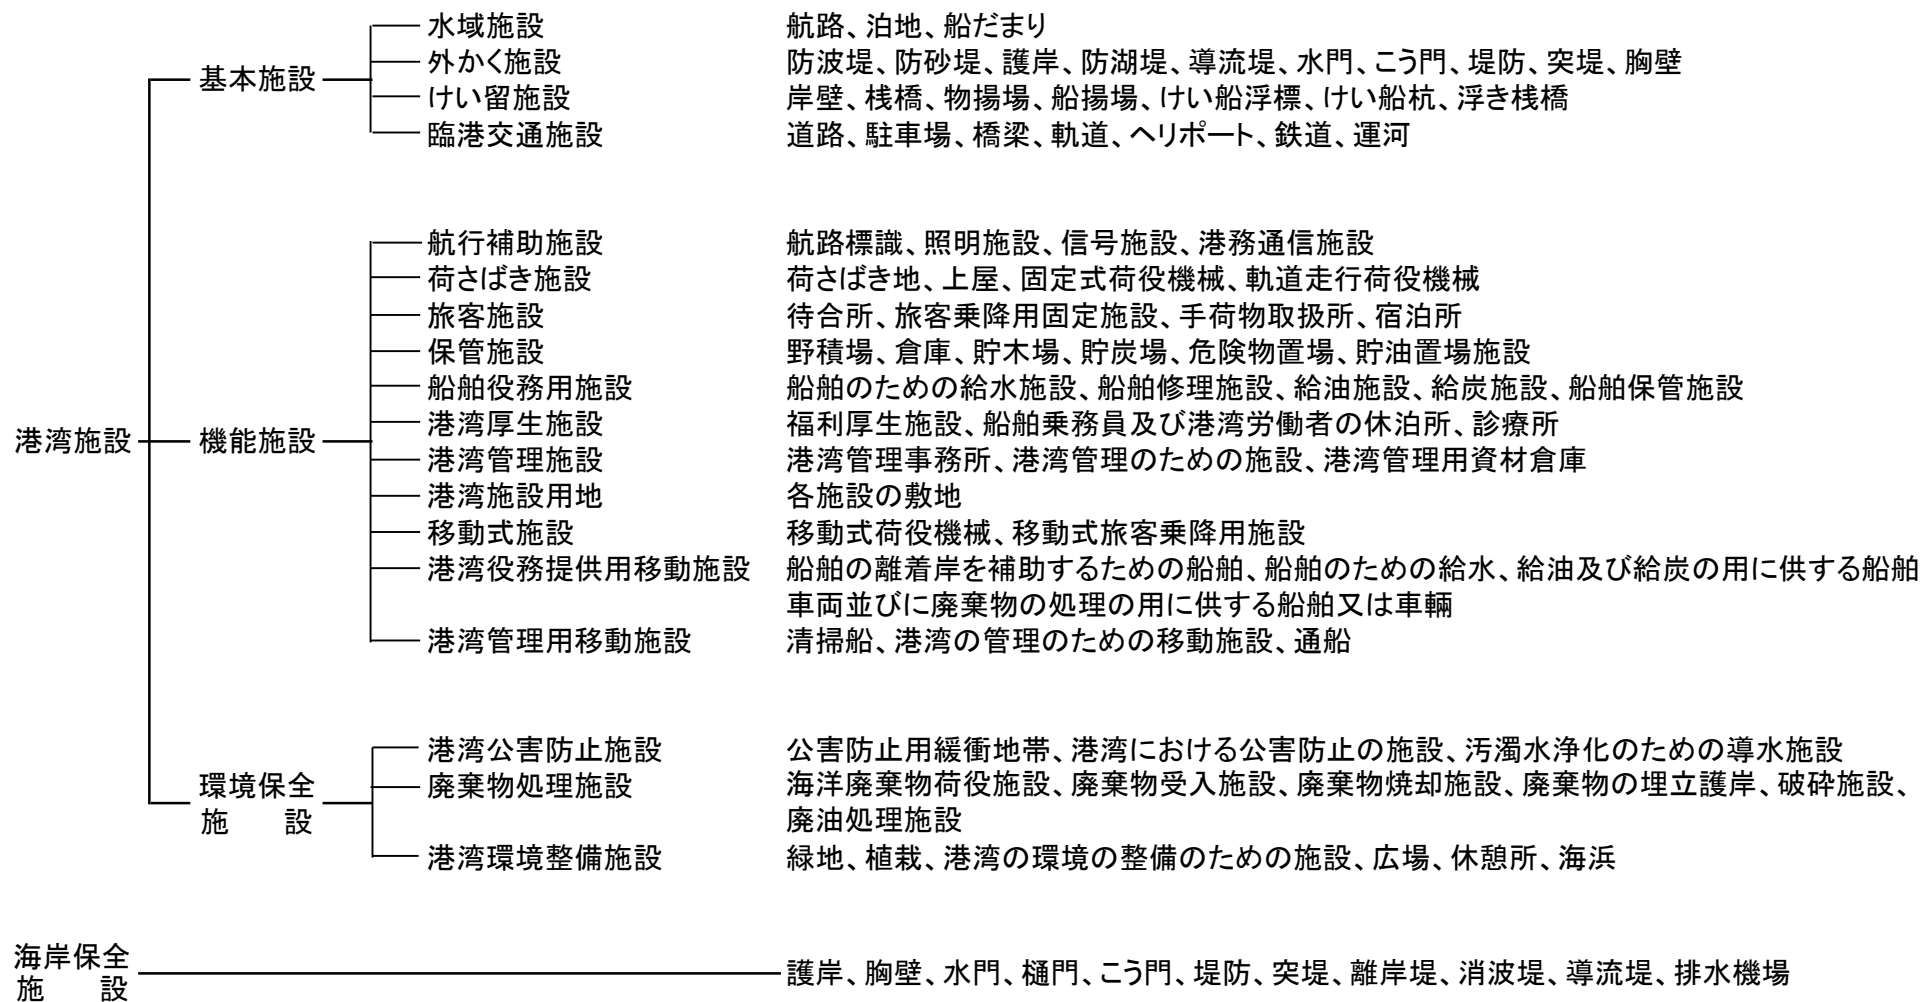 水域施設 航路、泊地、船だまり
外かく施設 防波堤、防砂堤、護岸、防湖堤、導流堤、水門、こう門、堤防、突堤、胸壁
基本施設
けい留施設 岸壁、桟橋、物揚場、船揚場、けい船浮標、けい船杭、浮き桟橋
臨港交通施設 道路、駐車場、橋梁、軌道、ヘリポート、鉄道、運河
航行補助施設 航路標識、照明施設、信号施設、港務通信施設
荷さばき施設 荷さばき地、上屋、固定式荷役機械、軌道走行荷役機械
旅客施設 待合所、旅客乗降用固定施設、手荷物取扱所、宿泊所
保管施設 野積場、倉庫、貯木場、貯炭場、危険物置場、貯油置場施設
船舶役務用施設 船舶のための給水施設、船舶修理施設、給油施設、給炭施設、船舶保管施設
港湾厚生施設 福利厚生施設、船舶乗務員及び港湾労働者の休泊所、診療所
港湾施設 機能施設
港湾管理施設 港湾管理事務所、港湾管理のための施設、港湾管理用資材倉庫
港湾施設用地 各施設の敷地
移動式施設 移動式荷役機械、移動式旅客乗降用施設
港湾役務提供用移動施設 船舶の離着岸を補助するための船舶、船舶のための給水、給油及び給炭の用に供する船舶
車両並びに廃棄物の処理の用に供する船舶又は車輌
港湾管理用移動施設 清掃船、港湾の管理のための移動施設、通船
港湾公害防止施設 公害防止用緩衝地帯、港湾における公害防止の施設、汚濁水浄化のための導水施設
環境保全 廃棄物処理施設 海洋廃棄物荷役施設、廃棄物受入施設、廃棄物焼却施設、廃棄物の埋立護岸、破砕施設、
施 設 廃油処理施設
港湾環境整備施設 緑地、植栽、港湾の環境の整備のための施設、広場、休憩所、海浜
海岸保全
施 設 護岸、胸壁、水門、樋門、こう門、堤防、突堤、離岸堤、消波堤、導流堤、排水機場